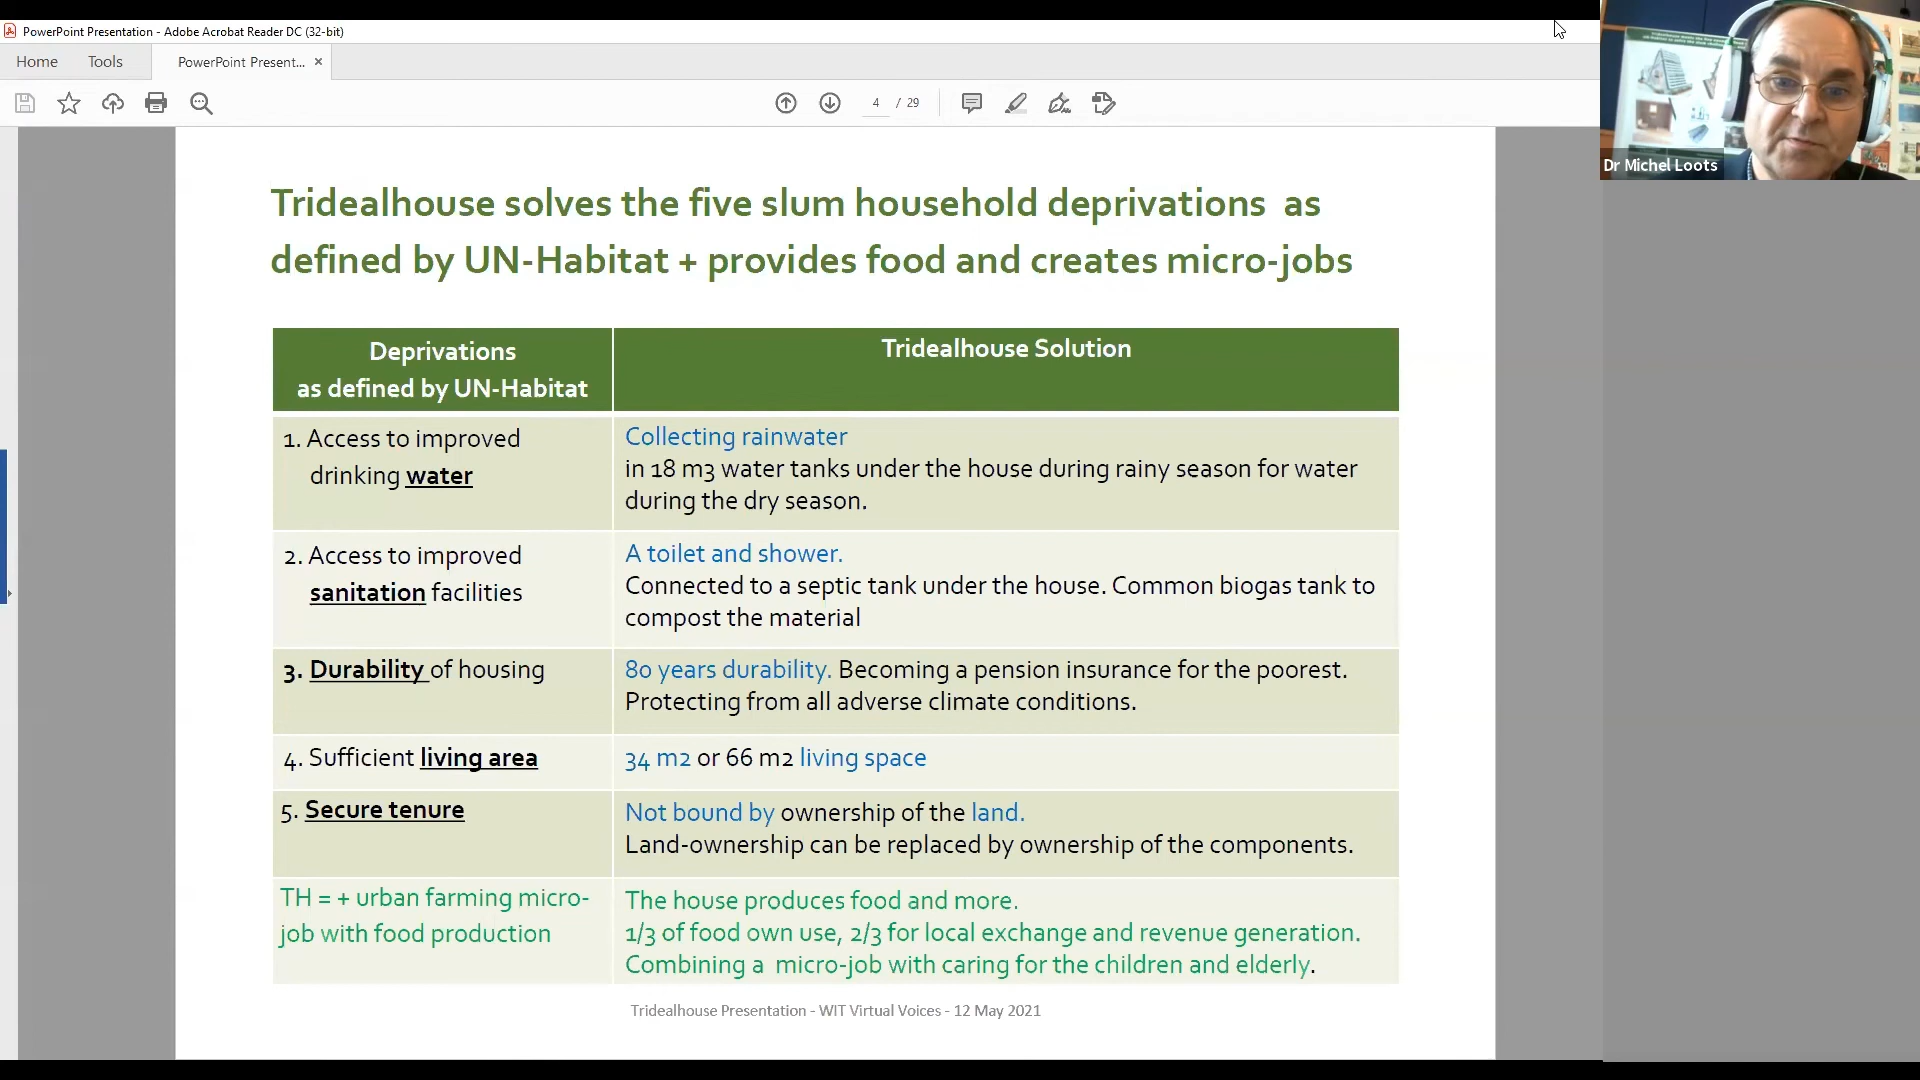 PowerPoint Presentation - Adobe Acrobat Reader DC (32-bit)
Home Tools PowerPoint Present... ×
4 / 29
Dr Michel Loots
Tridealhouse solves the five slum household deprivations as
defined by UN-Habitat + provides food and creates micro-jobs
Deprivations
as defined by UN-Habitat
Tridealhouse Solution
1. Access to improved
drinking water
Collecting rainwater
in 18 m3 water tanks under the house during rainy season for water
during the dry season.
2. Access to improved
sanitation facilities
A toilet and shower.
Connected to a septic tank under the house. Common biogas tank to
compost the material
3. Durability of housing
80 years durability. Becoming a pension insurance for the poorest.
Protecting from all adverse climate conditions.
4. Sufficient living area
34 m2 or 66 m2 living space
5. Secure tenure
Not bound by ownership of the land.
Land-ownership can be replaced by ownership of the components.
TH = + urban farming micro-
job with food production
The house produces food and more.
1/3 of food own use, 2/3 for local exchange and revenue generation.
Combining a micro-job with caring for the children and elderly.
Tridealhouse Presentation - WIT Virtual Voices - 12 May 2021